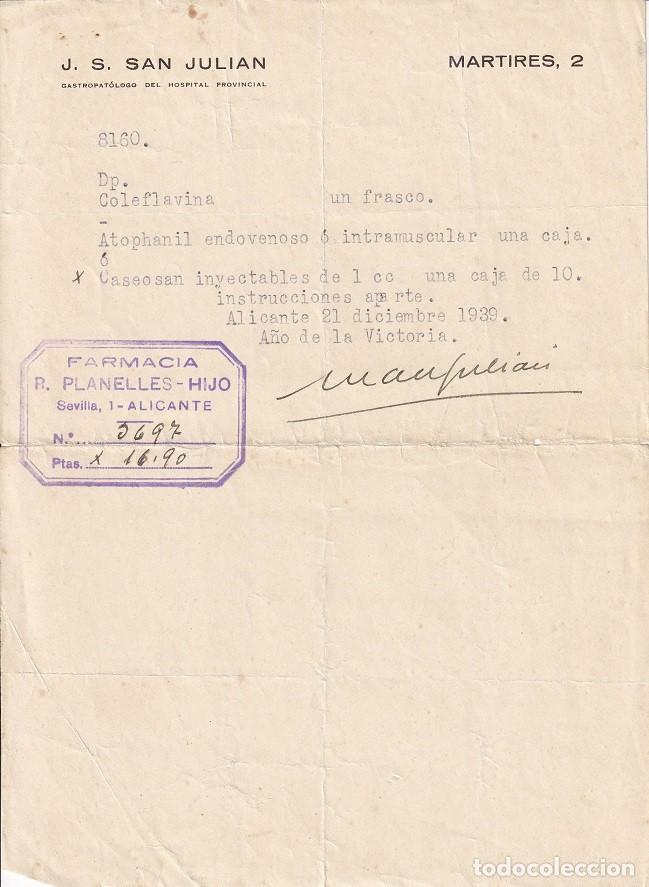 J. S. SAN JULIAN
GASTROPATÓLOGO DEL HOSPITAL PROVINCIAL
MARTIRES, 2
8160.
Dp.
Coleflavina un frasco.
-
Atophanil endovenoso ó intramuscular una caja.
ó
x Caseosan inyectables de 1 cc una caja de 10.
instrucciones aparte.
Alicante 21 diciembre 1939.
Año de la Victoria.
FARMACIA
R. PLANELLES-HIJO
Sevilla, 1-ALICANTE
N.º 5697
Ptas. x 16.90
todocoleccion